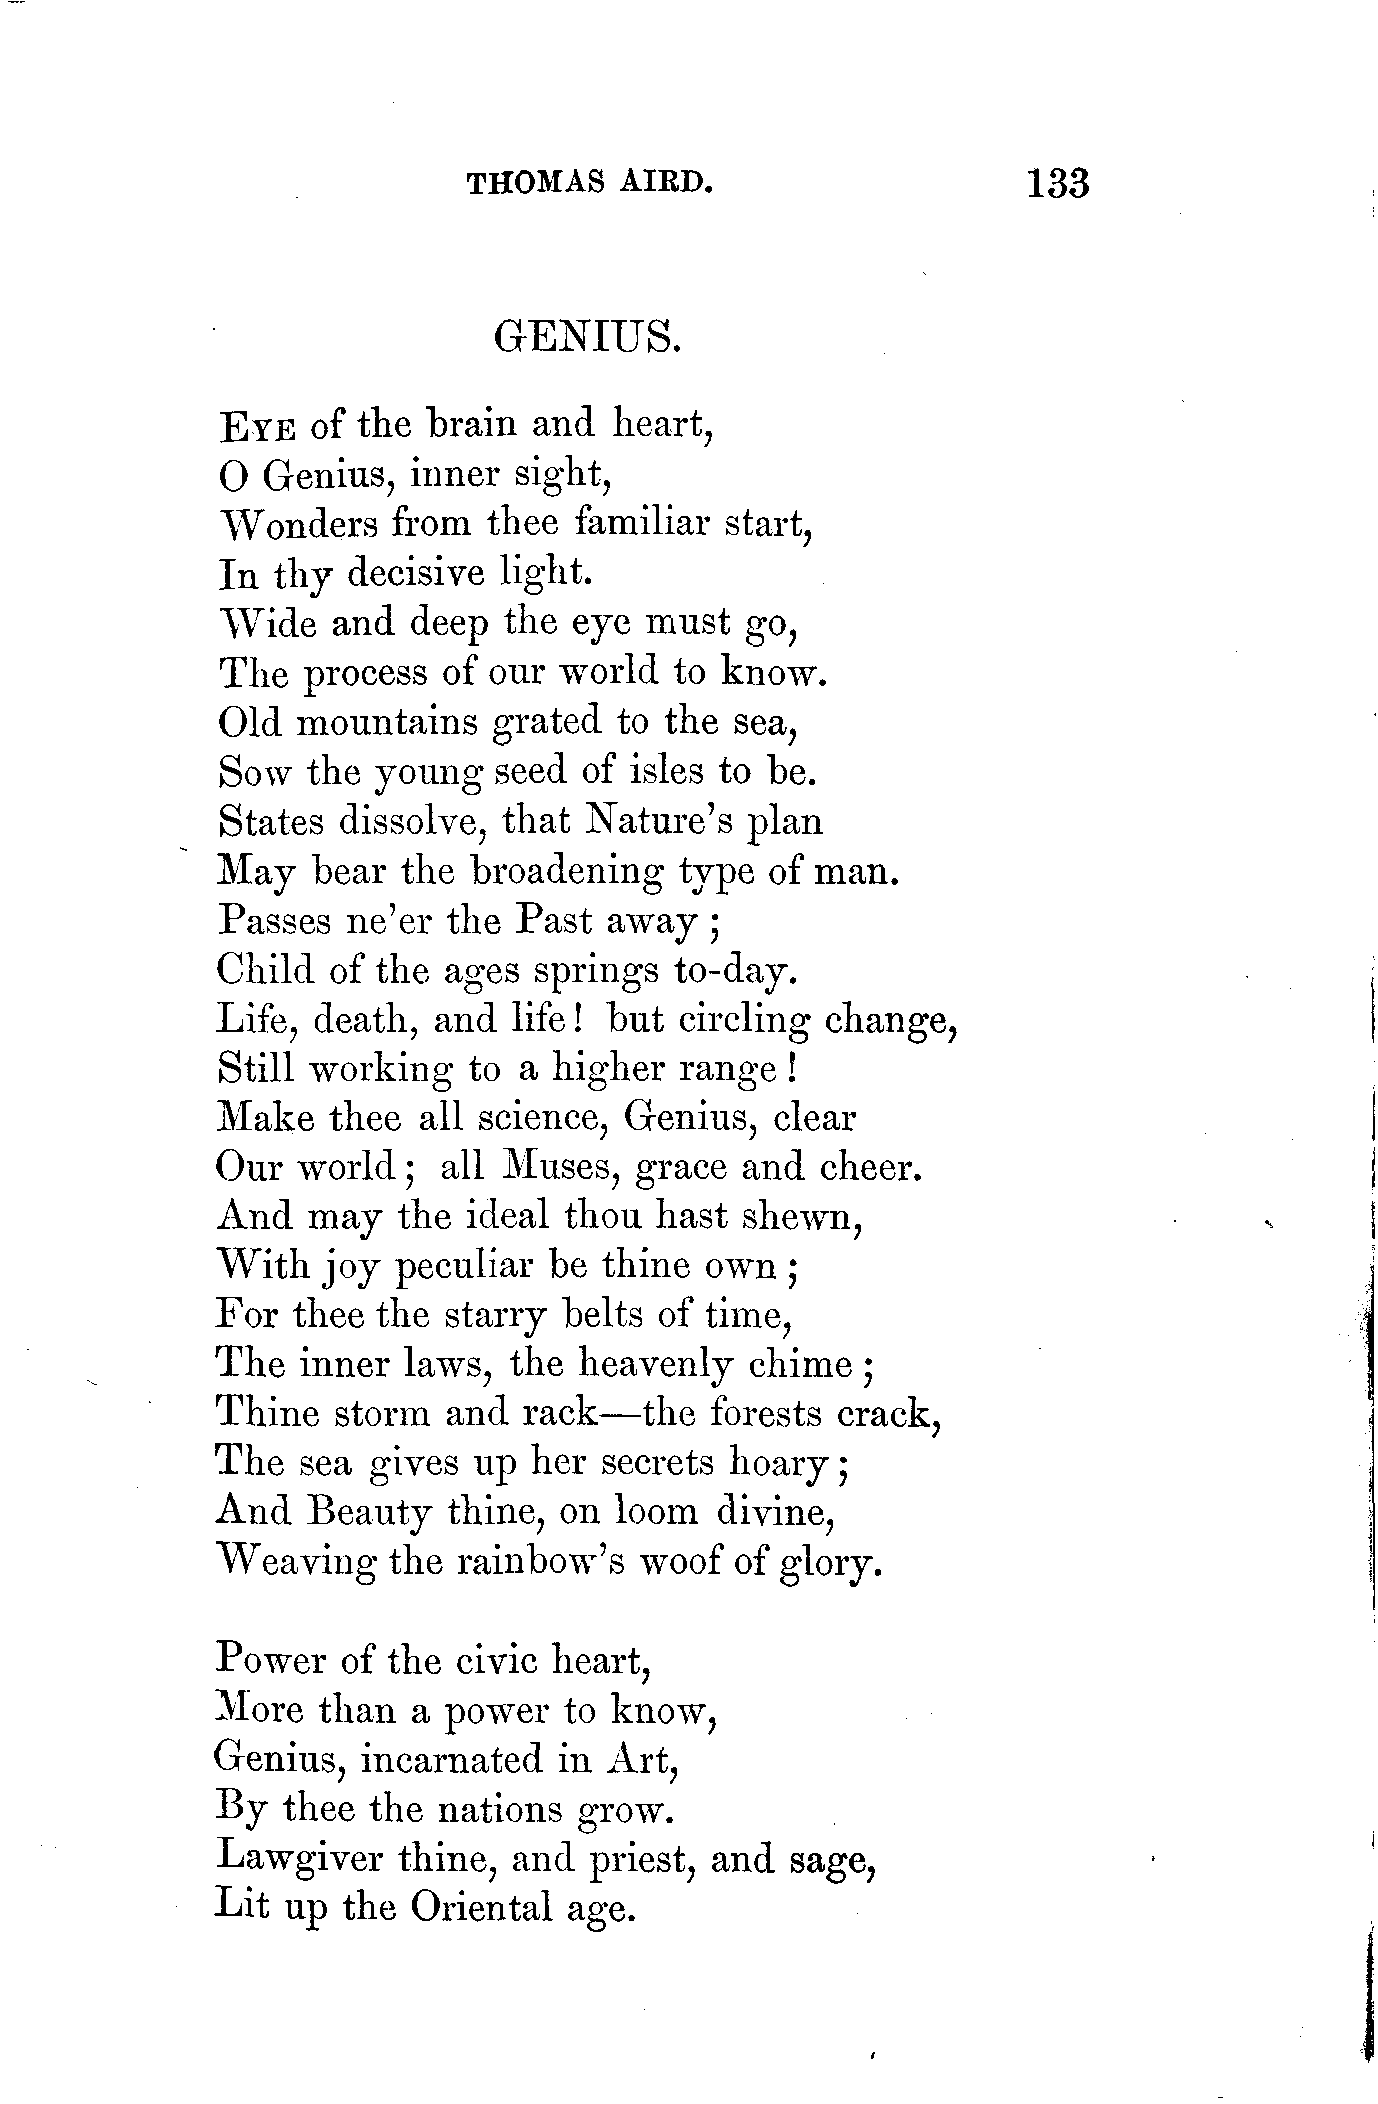 THOMAS AIRD. 133
GENIUS.
EYE of the brain and heart,
O Genius, inner sight,
Wonders from thee familiar start,
In thy decisive light.
Wide and deep the eye must go,
The process of our world to know.
Old mountains grated to the sea,
Sow the young seed of isles to be.
States dissolve, that Nature's plan
May bear the broadening type of man.
Passes ne'er the Past away ;
Child of the ages springs to-day.
Life, death, and life! but circling change,
Still working to a higher range !
Make thee all science, Genius, clear
Our world ; all Muses, grace and cheer.
And may the ideal thou hast shewn,
With joy peculiar be thine own ;
For thee the starry belts of time,
The inner laws, the heavenly chime ;
Thine storm and rack—the forests crack,
The sea gives up her secrets hoary ;
And Beauty thine, on loom divine,
Weaving the rainbow's woof of glory.
Power of the civic heart,
More than a power to know,
Genius, incarnated in Art,
By thee the nations grow.
Lawgiver thine, and priest, and sage,
Lit up the Oriental age.